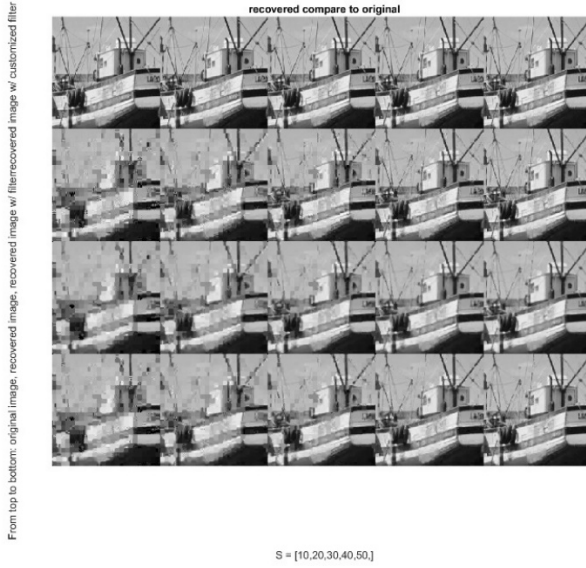 recovered compare to original
From top to bottom: original image, recovered image, recovered image w/ filterrecovered image w/ customized filter
S = [10,20,30,40,50,]